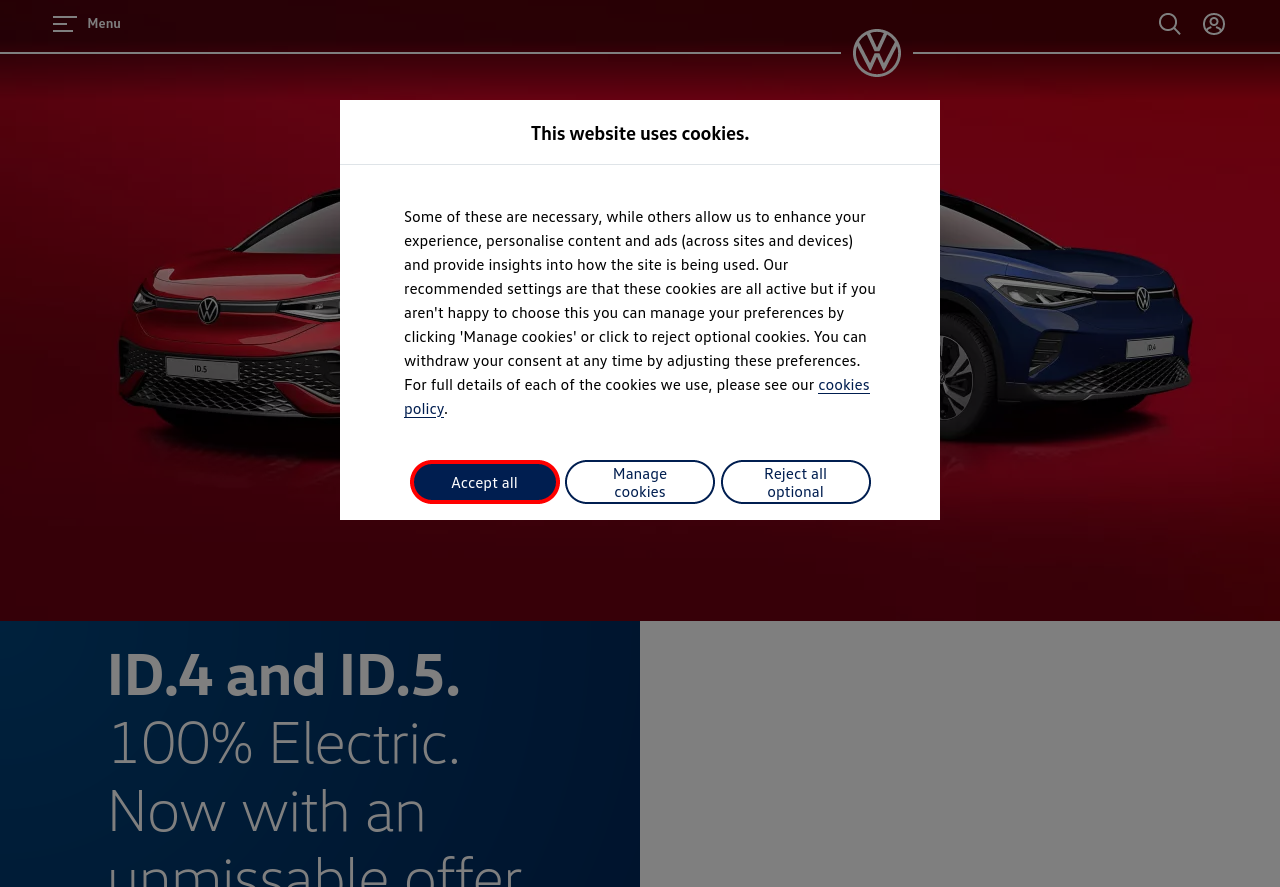 Menu
This website uses cookies.
Some of these are necessary, while others allow us to enhance your
experience, personalise content and ads (across sites and devices)
and provide insights into how the site is being used. Our
recommended settings are that these cookies are all active but if you
aren't happy to choose this you can manage your preferences by
clicking 'Manage cookies' or click to reject optional cookies. You can
withdraw your consent at any time by adjusting these preferences.
For full details of each of the cookies we use, please see our cookies
policy.
Accept all
Manage
cookies
Reject all
optional
ID.5
ID.4
ID.4 and ID.5.
100% Electric.
Now with an
unmissable offer